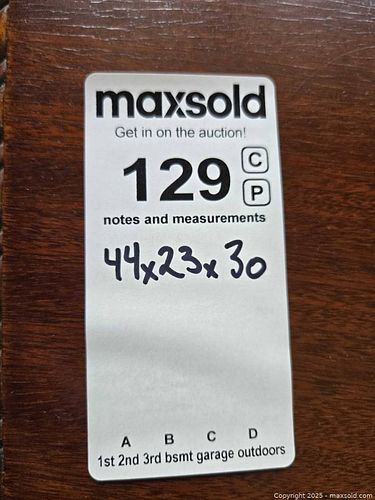 maxsold
Get in on the auction!
129 C
P
notes and measurements
44x23x30
A B C D
1st 2nd 3rd bsmt garage outdoors
Copyright 2025 - maxsold.com